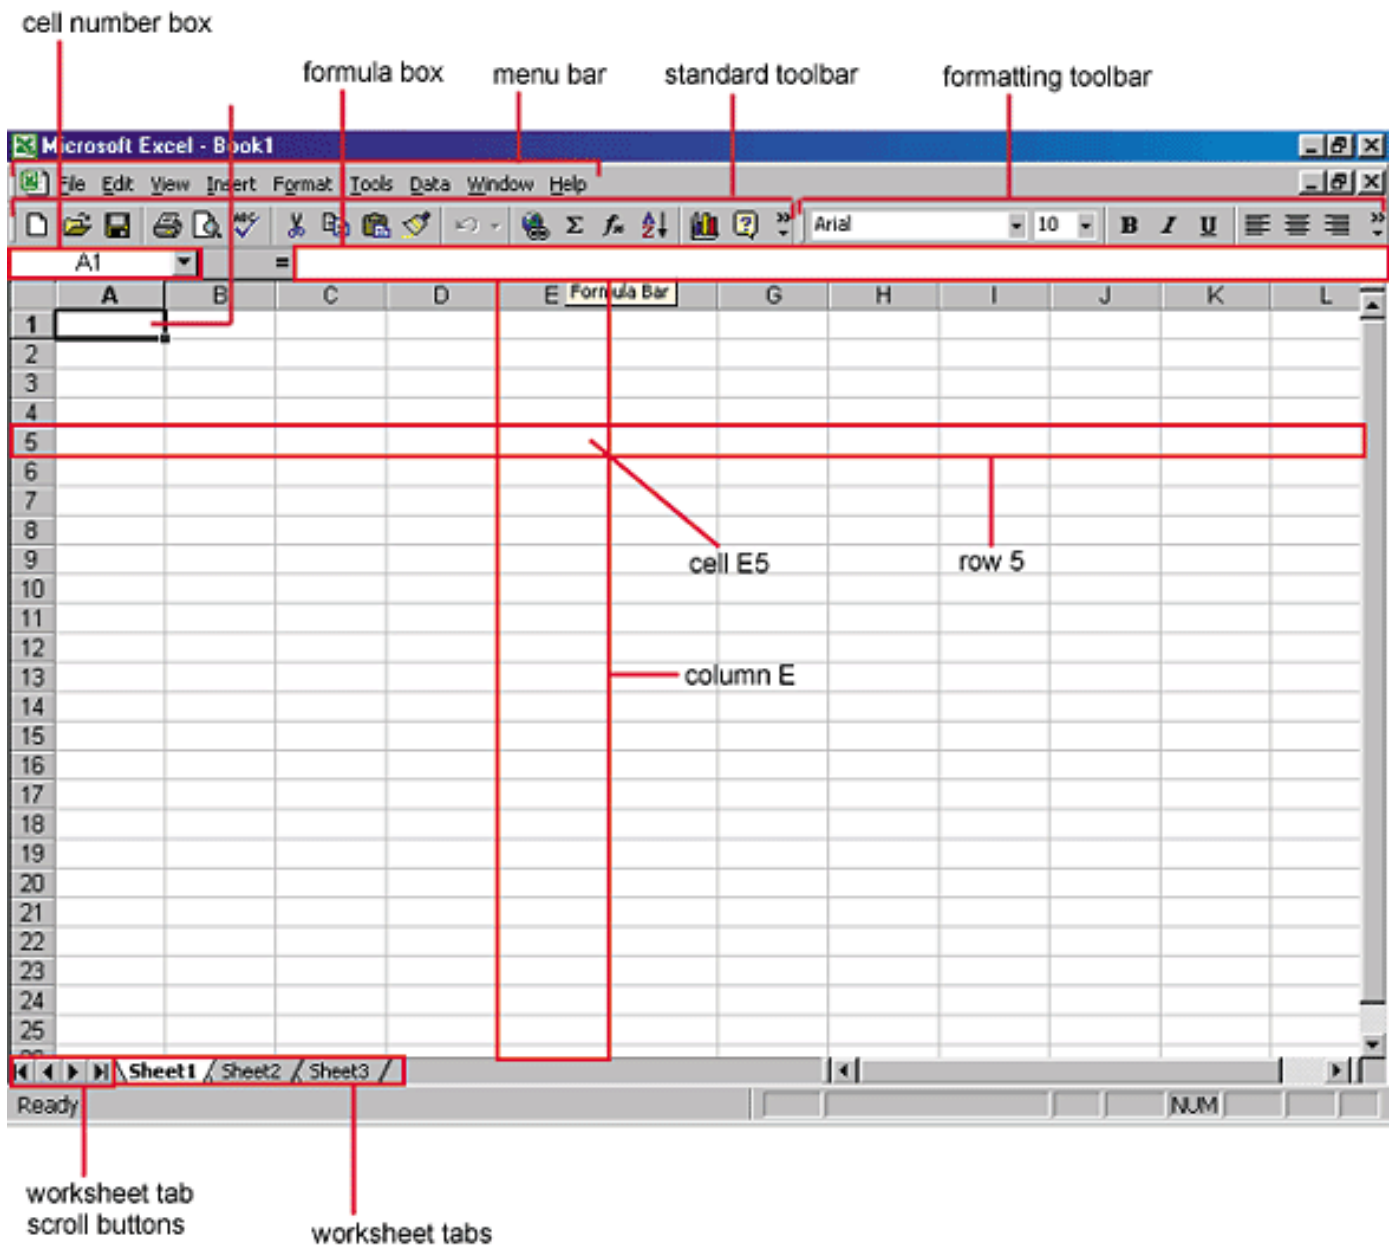 cell number box
formula box
menu bar
standard toolbar
formatting toolbar
Microsoft Excel - Book1
File Edit View Insert Format Tools Data Window Help
ABC Σ fx A Z ? » Arial 10 B I U »
A1 =
A B C D E Formula Bar G H I J K L
1
2
3
4
5
6
7
8
9
cell E5
row 5
10
11
12
13
column E
14
15
16
17
18
19
20
21
22
23
24
25
Sheet1 Sheet2 Sheet3
Ready NUM
worksheet tab
scroll buttons
worksheet tabs